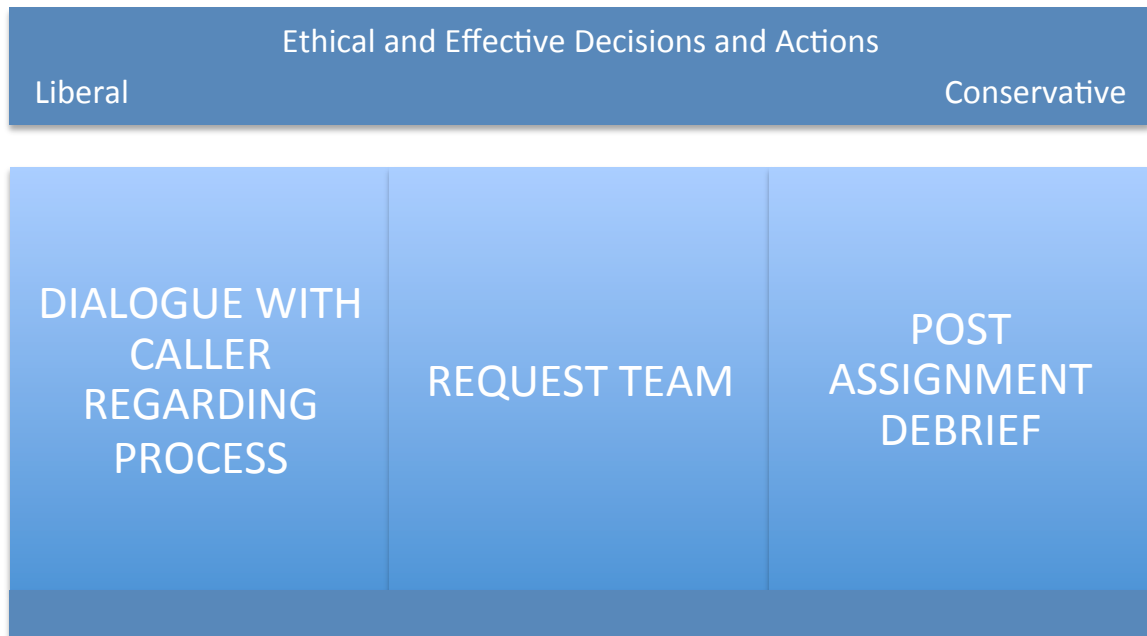 Ethical and Effective Decisions and Actions
Liberal Conservative
DIALOGUE WITH
CALLER
REGARDING
PROCESS
REQUEST TEAM
POST
ASSIGNMENT
DEBRIEF